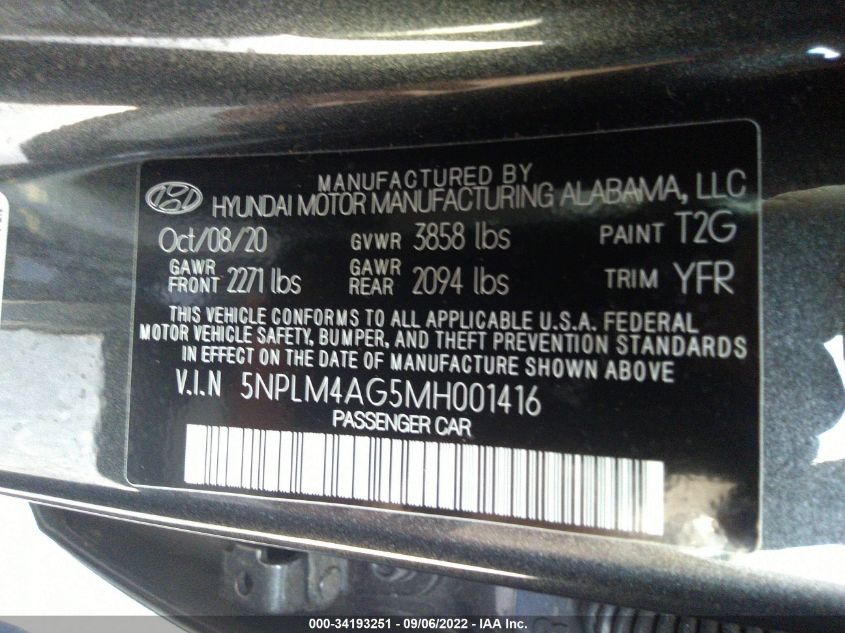 MANUFACTURED BY
HYUNDAI MOTOR MANUFACTURING ALABAMA, LLC
Oct/08/20 GVWR 3858 lbs PAINT T2G
GAWR FRONT 2271 lbs GAWR REAR 2094 lbs TRIM YFR
THIS VEHICLE CONFORMS TO ALL APPLICABLE U.S.A. FEDERAL
MOTOR VEHICLE SAFETY, BUMPER, AND THEFT PREVENTION STANDARDS
IN EFFECT ON THE DATE OF MANUFACTURE SHOWN ABOVE
V.I.N 5NPLM4AG5MH001416
PASSENGER CAR
000-34193251 - 09/06/2022 - IAA Inc.